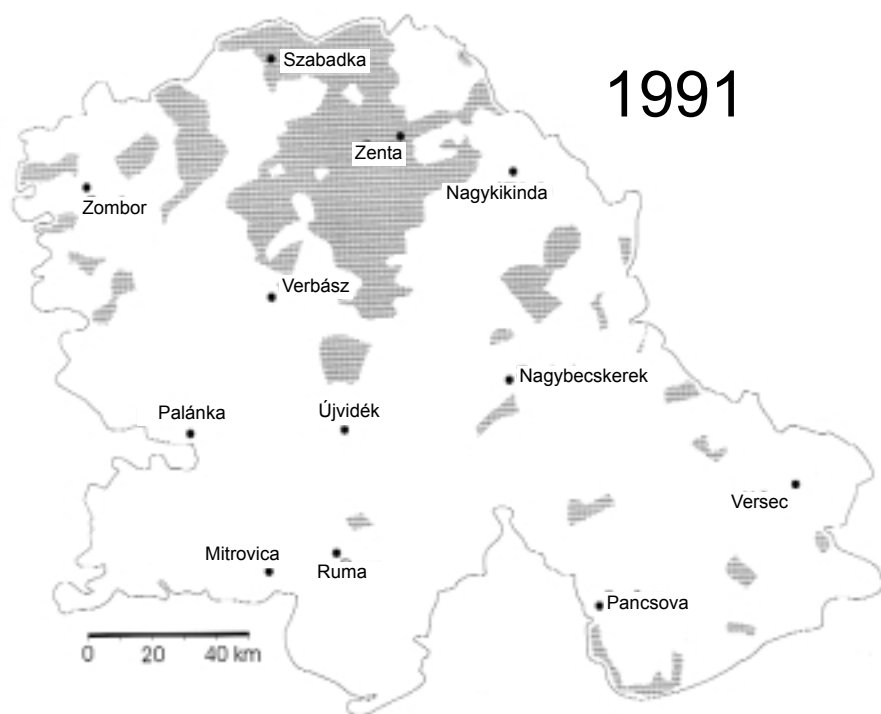 Szabadka
1991
Zenta
Nagykikinda
Zombor
Verbász
Nagybecskerek
Palánka
Újvidék
Versec
Mitrovica
Ruma
Pancsova
0 20 40 km